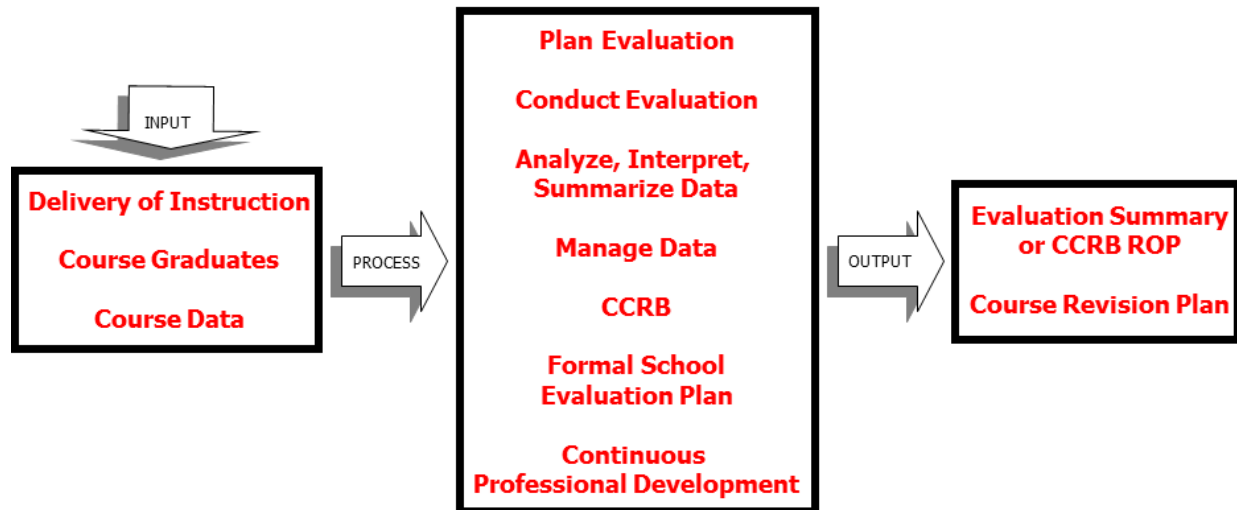 INPUT
Delivery of Instruction
Course Graduates
Course Data
PROCESS
Plan Evaluation
Conduct Evaluation
Analyze, Interpret,
Summarize Data
Manage Data
CCRB
Formal School
Evaluation Plan
Continuous
Professional Development
OUTPUT
Evaluation Summary
or CCRB ROP
Course Revision Plan